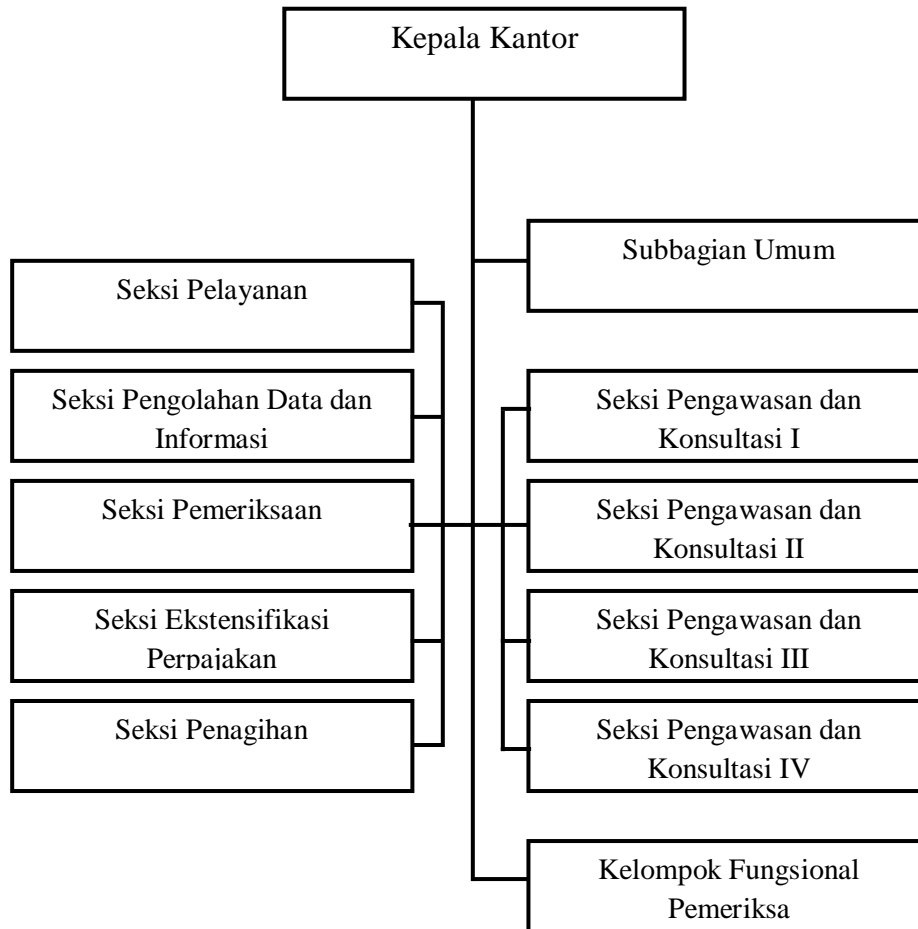 Kepala Kantor
Subbagian Umum
Seksi Pelayanan
Seksi Pengolahan Data dan
Informasi
Seksi Pemeriksaan
Seksi Ekstensifikasi
Perpajakan
Seksi Penagihan
Seksi Pengawasan dan
Konsultasi I
Seksi Pengawasan dan
Konsultasi II
Seksi Pengawasan dan
Konsultasi III
Seksi Pengawasan dan
Konsultasi IV
Kelompok Fungsional
Pemeriksa